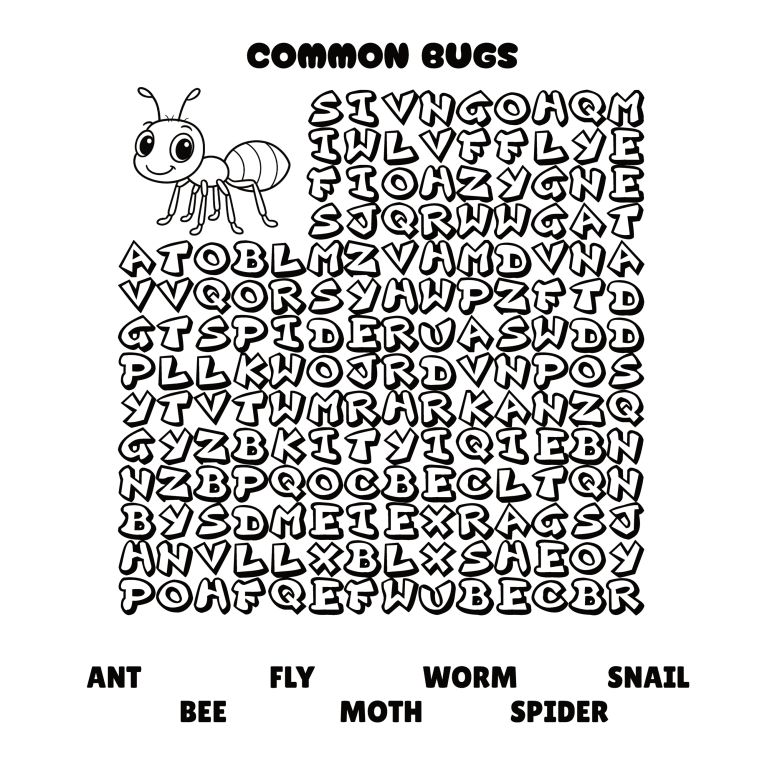 COMMON BUGS
SIVNGOHQM
IWLVFFLYE
FIOHZYGNE
SJQRWWGAT
ATOBLMZVHMDVNA
VVQORSYHWPZFTD
GTSPIDERUASWDD
PLLKWOJRDVNPOS
YTVTWMRHRKANZQ
GYZBKITYIQIEBN
NZBPQOCBECLTQN
BYSDMEIEXRAGSJ
HNVLLXBLXSHEOY
POHFQEFWUBECBR
ANT FLY WORM SNAIL
BEE MOTH SPIDER